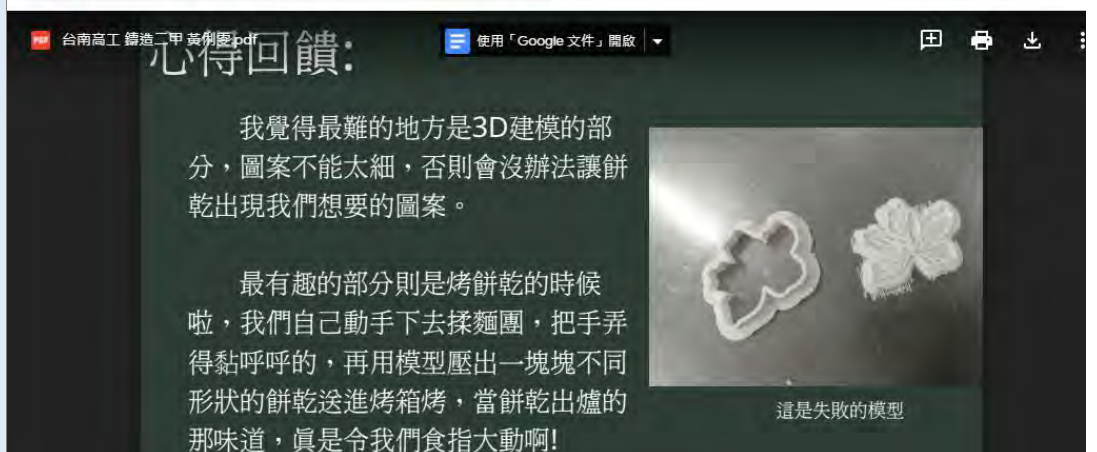 台南高工 鑄造二甲 黃俐雯.pdf
使用「Google 文件」開啟
心得回饋:
我覺得最難的地方是3D建模的部
分，圖案不能太細，否則會沒辦法讓餅
乾出現我們想要的圖案。
最有趣的部分則是烤餅乾的時候
啦，我們自己動手下去揉麵團，把手弄
得黏呼呼的，再用模型壓出一塊塊不同
形狀的餅乾送進烤箱烤，當餅乾出爐的
那味道，真是令我們食指大動啊!
這是失敗的模型